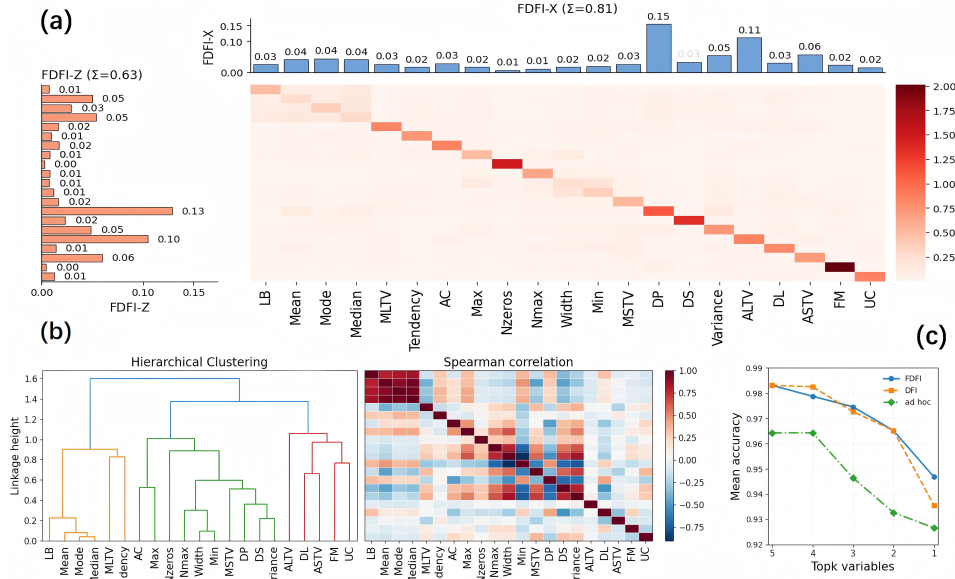 (a)
FDFI-X (Σ=0.81)
FDFI-X
0.15
0.10
0.00
0.03 0.04 0.04 0.04 0.03 0.02 0.03 0.02 0.01 0.01 0.02 0.02 0.03 0.15 0.03 0.05 0.11 0.03 0.06 0.02 0.02
FDFI-Z (Σ=0.63)
0.01
0.05
0.03
0.05
0.02
0.01
0.02
0.01
0.00
0.01
0.01
0.01
0.02
0.13
0.02
0.05
0.10
0.01
0.06
0.00
0.01
0.00 0.10 0.15
FDFI-Z
2.00
1.75
1.50
1.25
1.00
0.75
0.50
0.25
LB Mean Mode Median MLTV Tendency AC Max Nzeros Nmax Width Min MSTV DP DS Variance ALTV DL ASTV FM UC
(b)
Hierarchical Clustering
Linkage height
1.6
1.4
1.2
1.0
0.8
0.6
0.4
0.2
0.0
LB Mean Mode Median MLTV dency AC Max Nzeros Nmax Width Min MSTV DP DS riance ALTV DL ASTV FM UC
Spearman correlation
1.00
0.75
0.50
0.25
0.00
-0.25
-0.50
-0.75
LB Mean Mode Median MLTV dency AC Max Nzeros Nmax Width Min MSTV DP DS riance ALTV DL ASTV FM UC
(c)
Mean accuracy
0.99
0.98
0.96
0.95
0.93
0.92
FDFI
DFI
ad hoc
5 4 3 2 1
Topk variables